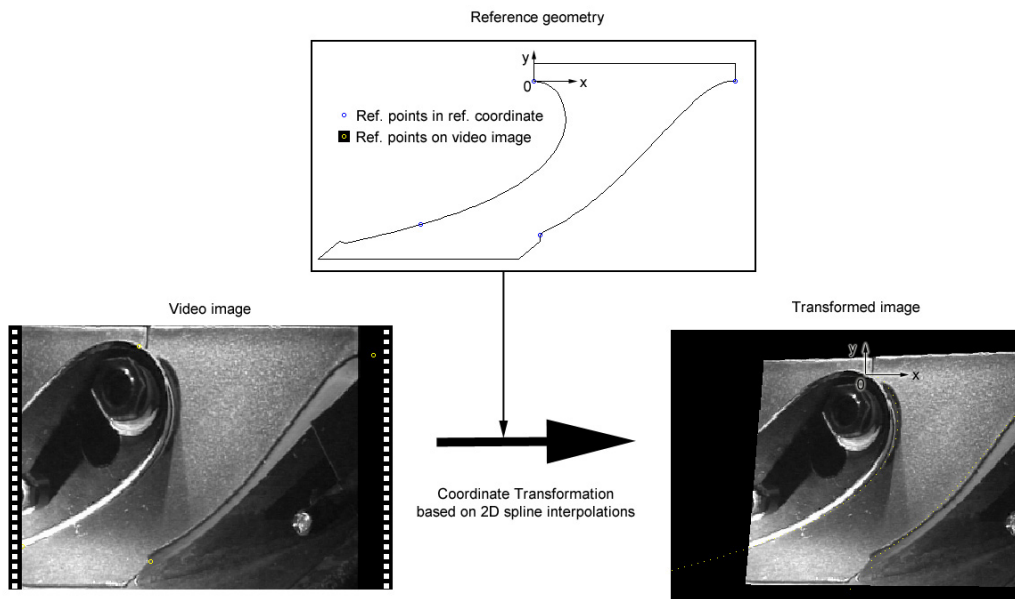 Reference geometry
y
0
x
Ref. points in ref. coordinate
Ref. points on video image
Video image
Transformed image
y
0
x
Coordinate Transformation
based on 2D spline interpolations